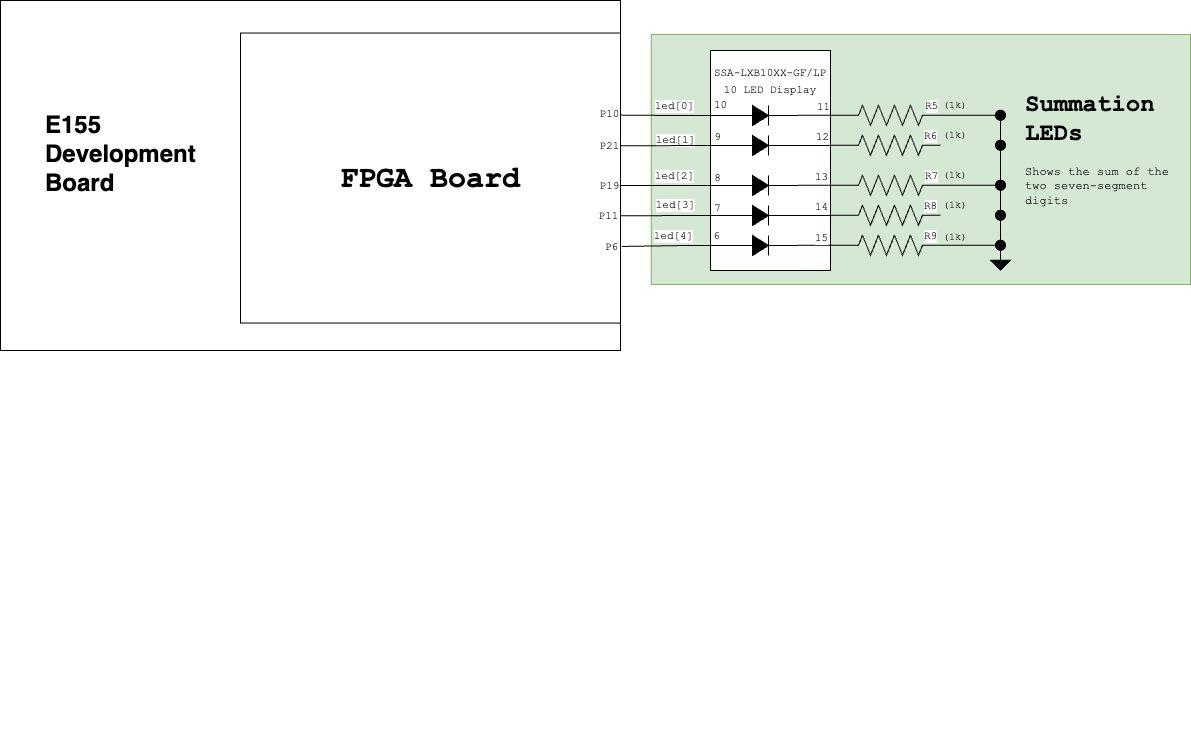 E155
Development
Board
FPGA Board
P10
P21
P19
P11
P6
led[0]
led[1]
led[2]
led[3]
led[4]
SSA-LXB10XX-GF/LP
10 LED Display
10
9
8
7
6
11
12
13
14
15
R5 (1k)
R6 (1k)
R7 (1k)
R8 (1k)
R9 (1k)
Summation
LEDs
Shows the sum of the
two seven-segment
digits